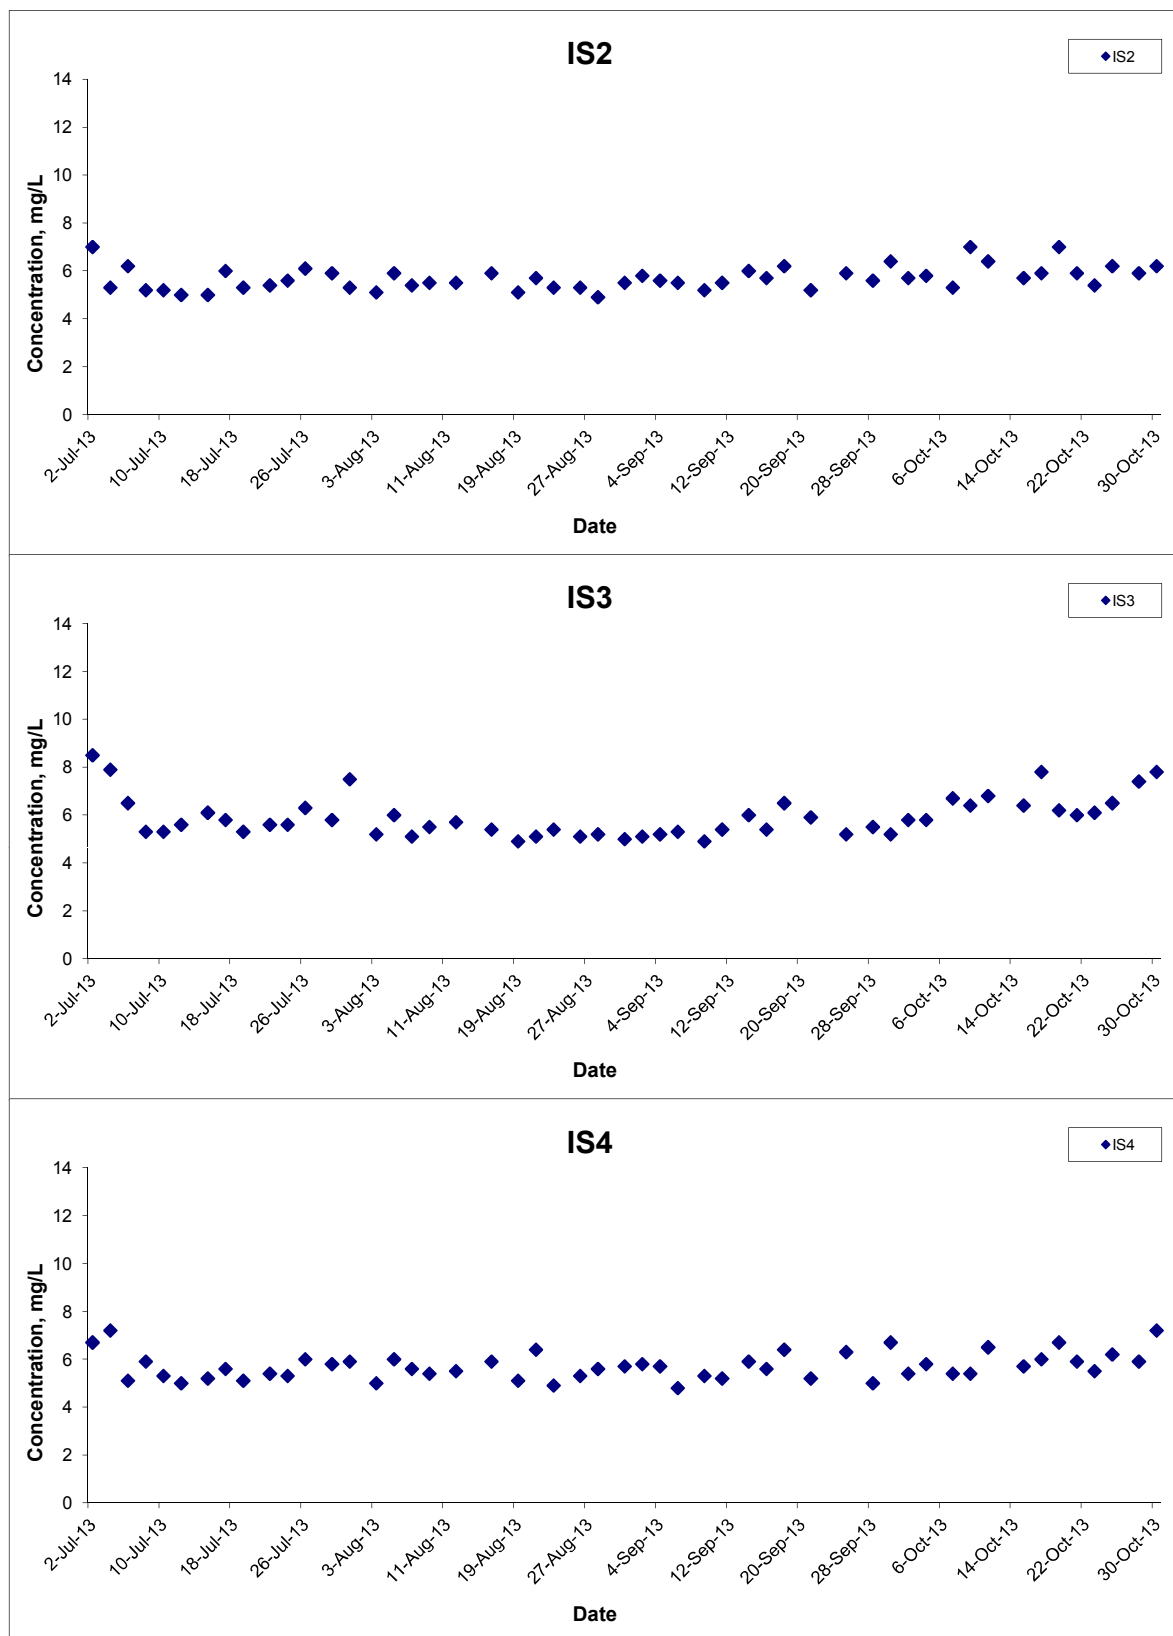 IS2
IS2
14
12
10
8
6
4
2
0
Concentration, mg/L
2-Jul-13
10-Jul-13
18-Jul-13
26-Jul-13
3-Aug-13
11-Aug-13
19-Aug-13
27-Aug-13
4-Sep-13
12-Sep-13
20-Sep-13
28-Sep-13
6-Oct-13
14-Oct-13
22-Oct-13
30-Oct-13
Date
IS3
IS3
14
12
10
8
6
4
2
0
Concentration, mg/L
2-Jul-13
10-Jul-13
18-Jul-13
26-Jul-13
3-Aug-13
11-Aug-13
19-Aug-13
27-Aug-13
4-Sep-13
12-Sep-13
20-Sep-13
28-Sep-13
6-Oct-13
14-Oct-13
22-Oct-13
30-Oct-13
Date
IS4
IS4
14
12
10
8
6
4
2
0
Concentration, mg/L
2-Jul-13
10-Jul-13
18-Jul-13
26-Jul-13
3-Aug-13
11-Aug-13
19-Aug-13
27-Aug-13
4-Sep-13
12-Sep-13
20-Sep-13
28-Sep-13
6-Oct-13
14-Oct-13
22-Oct-13
30-Oct-13
Date